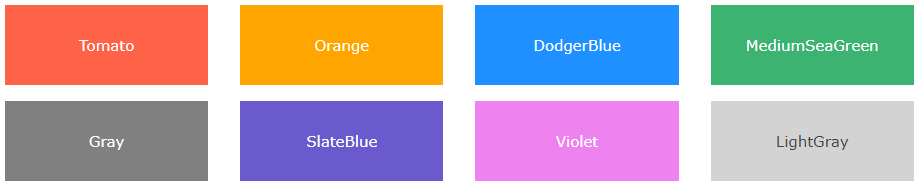 Tomato
Orange
DodgerBlue
MediumSeaGreen
Gray
SlateBlue
Violet
LightGray